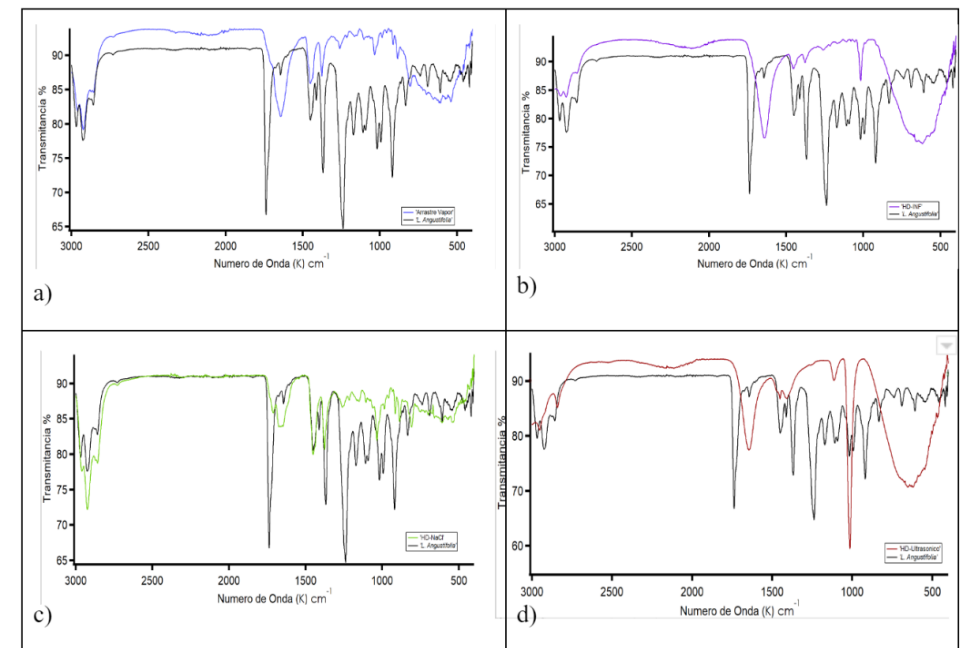 Transmitancia %
90
85
80
75
70
65
3000
2500
2000
1500
1000
500
Numero de Onda (K) cm-1
'Arrastre Vapor'
'L. Angustifolia'
a)
Transmitancia %
90
85
80
75
70
65
3000
2500
2000
1500
1000
500
Numero de Onda (K) cm-1
'L. Angustifolia'
b)
Transmitancia %
90
85
80
75
70
65
3000
2500
2000
1500
1000
500
Numero de Onda (K) cm-1
'HD-NaCl'
'L. Angustifolia'
c)
Transmitancia %
90
80
70
60
3000
2500
2000
1500
1000
500
Numero de Onda (K) cm-1
'HD-Ultrasonico'
'L. Angustifolia'
d)